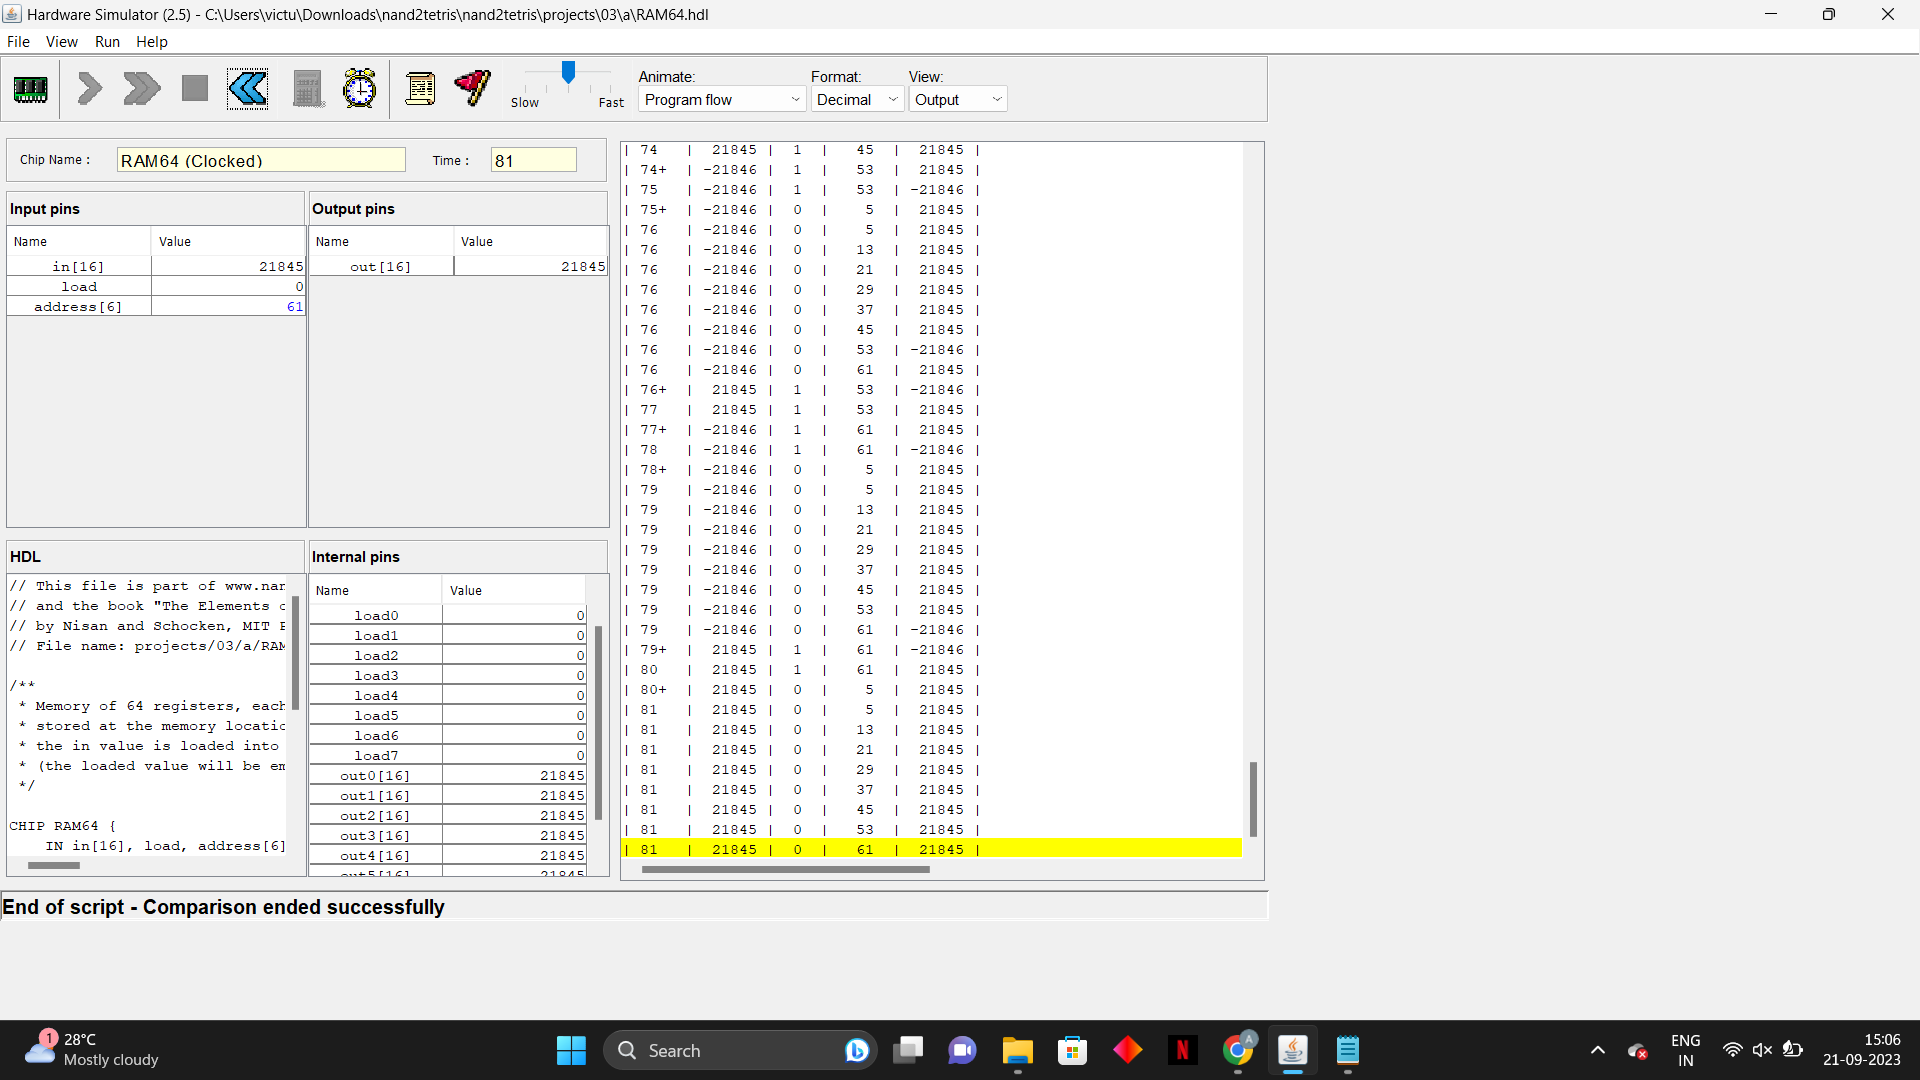 Hardware Simulator (2.5) - C:\Users\victu\Downloads\nand2tetris\nand2tetris\projects\03\a\RAM64.hdl
File View Run Help
Slow Fast
Animate: Format: View:
Program flow Decimal Output
Chip Name : RAM64 (Clocked) Time : 81
Input pins
Name Value
in[16] 21845
load 0
address[6] 61
Output pins
Name Value
out[16] 21845
HDL
// This file is part of www.nan
// and the book "The Elements o
// by Nisan and Schocken, MIT P
// File name: projects/03/a/RAM
/**
* Memory of 64 registers, each
* stored at the memory locatio
* the in value is loaded into
* (the loaded value will be em
*/
CHIP RAM64 {
IN in[16], load, address[6]
Internal pins
Name Value
load0 0
load1 0
load2 0
load3 0
load4 0
load5 0
load6 0
load7 0
out0[16] 21845
out1[16] 21845
out2[16] 21845
out3[16] 21845
out4[16] 21845
out5[16] 21845
| 74 | 21845 | 1 | 45 | 21845 |
| 74+ | -21846 | 1 | 53 | 21845 |
| 75 | -21846 | 1 | 53 | -21846 |
| 75+ | -21846 | 0 | 5 | 21845 |
| 76 | -21846 | 0 | 5 | 21845 |
| 76 | -21846 | 0 | 13 | 21845 |
| 76 | -21846 | 0 | 21 | 21845 |
| 76 | -21846 | 0 | 29 | 21845 |
| 76 | -21846 | 0 | 37 | 21845 |
| 76 | -21846 | 0 | 45 | 21845 |
| 76 | -21846 | 0 | 53 | -21846 |
| 76 | -21846 | 0 | 61 | 21845 |
| 76+ | 21845 | 1 | 53 | -21846 |
| 77 | 21845 | 1 | 53 | 21845 |
| 77+ | -21846 | 1 | 61 | 21845 |
| 78 | -21846 | 1 | 61 | -21846 |
| 78+ | -21846 | 0 | 5 | 21845 |
| 79 | -21846 | 0 | 5 | 21845 |
| 79 | -21846 | 0 | 13 | 21845 |
| 79 | -21846 | 0 | 21 | 21845 |
| 79 | -21846 | 0 | 29 | 21845 |
| 79 | -21846 | 0 | 37 | 21845 |
| 79 | -21846 | 0 | 45 | 21845 |
| 79 | -21846 | 0 | 53 | 21845 |
| 79 | -21846 | 0 | 61 | -21846 |
| 79+ | 21845 | 1 | 61 | -21846 |
| 80 | 21845 | 1 | 61 | 21845 |
| 80+ | 21845 | 0 | 5 | 21845 |
| 81 | 21845 | 0 | 5 | 21845 |
| 81 | 21845 | 0 | 13 | 21845 |
| 81 | 21845 | 0 | 21 | 21845 |
| 81 | 21845 | 0 | 29 | 21845 |
| 81 | 21845 | 0 | 37 | 21845 |
| 81 | 21845 | 0 | 45 | 21845 |
| 81 | 21845 | 0 | 53 | 21845 |
| 81 | 21845 | 0 | 61 | 21845 |
End of script - Comparison ended successfully
1
28°C
Mostly cloudy
Search
N
A
ENG
IN
15:06
21-09-2023